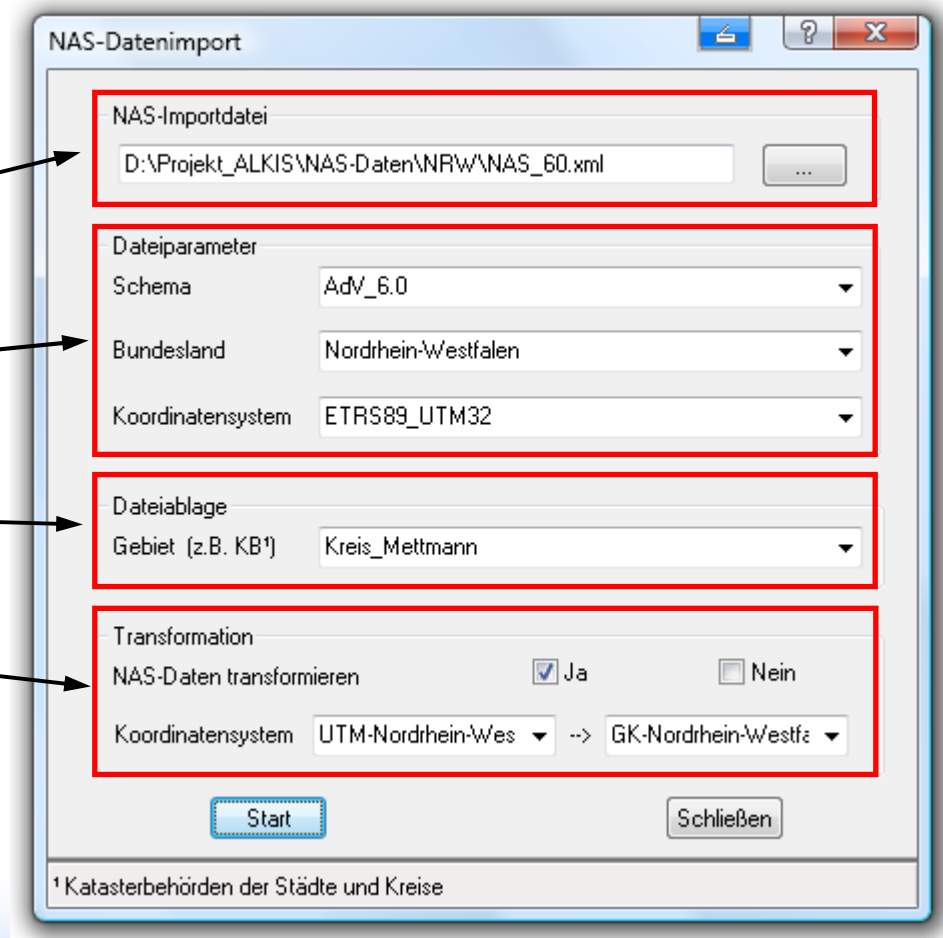 NAS-Datenimport
NAS-Importdatei
D:\Projekt_ALKIS\NAS-Daten\NRW\NAS_60.xml ...
Dateiparameter
Schema AdV_6.0
Bundesland Nordrhein-Westfalen
Koordinatensystem ETRS89_UTM32
Dateiablage
Gebiet (z.B. KB¹) Kreis_Mettmann
Transformation
NAS-Daten transformieren Ja Nein
Koordinatensystem UTM-Nordrhein-Wes --> GK-Nordrhein-Westfa
Start Schließen
¹ Katasterbehörden der Städte und Kreise